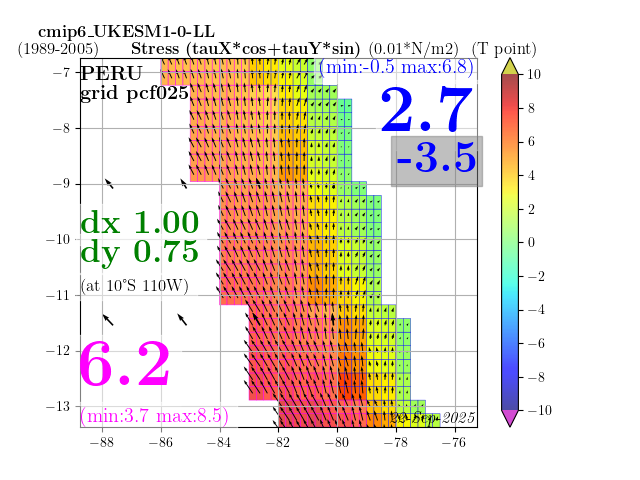 cmip6_UKESM1-0-LL
(1989-2005) Stress (tauX*cos+tauY*sin) (0.01*N/m2) (T point)
(min:-0.5 max:6.8)
PERU
grid pcf025
2.7
-3.5
dx 1.00
dy 0.75
(at 10°S 110W)
6.2
(min:3.7 max:8.5)
22-Sep-2025
−7
−8
−9
−10
−11
−12
−13
−88 −86 −84 −82 −80 −78 −76
10
8
6
4
2
0
−2
−4
−6
−8
−10